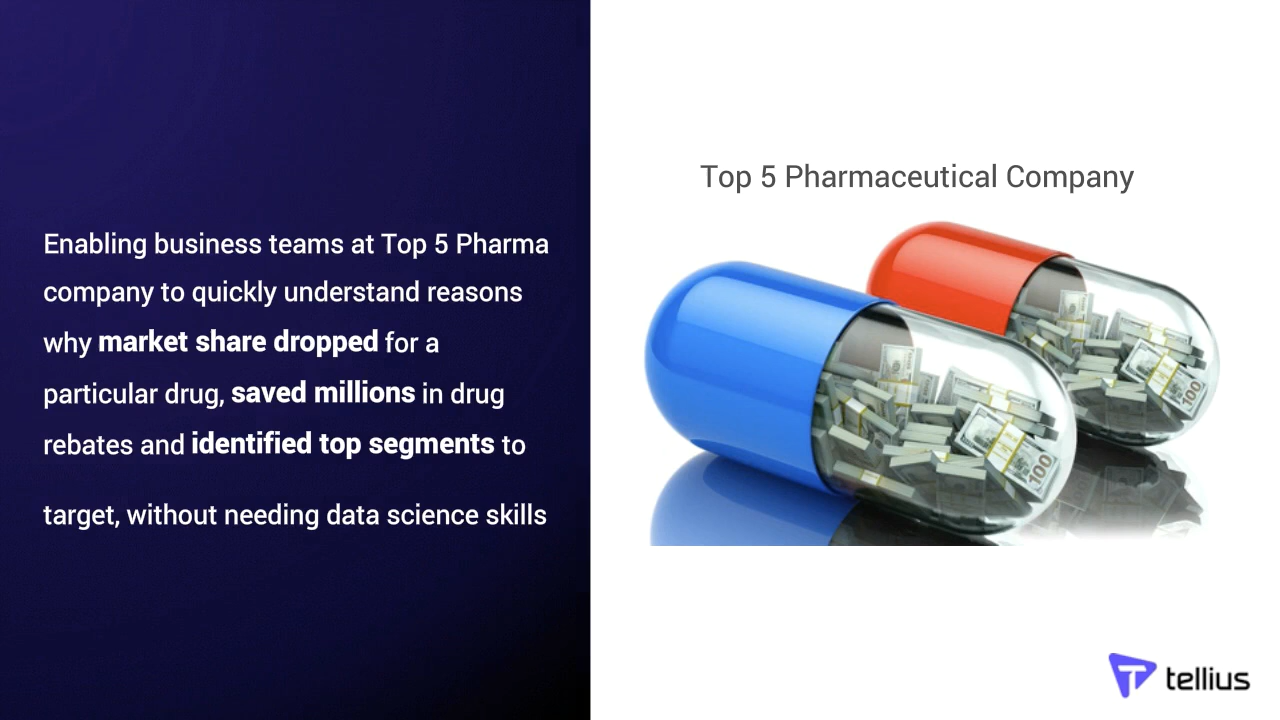 Enabling business teams at Top 5 Pharma
company to quickly understand reasons
why market share dropped for a
particular drug, saved millions in drug
rebates and identified top segments to
target, without needing data science skills
Top 5 Pharmaceutical Company
100
100
tellius